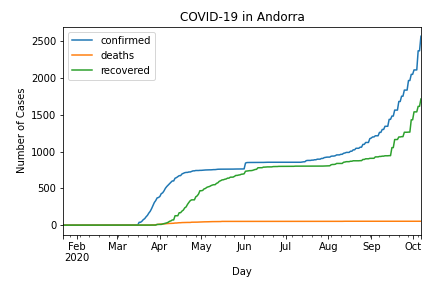 COVID-19 in Andorra
confirmed
deaths
recovered
Number of Cases
2500
2000
1500
1000
500
0
Feb Mar Apr May Jun Jul Aug Sep Oct
2020
Day